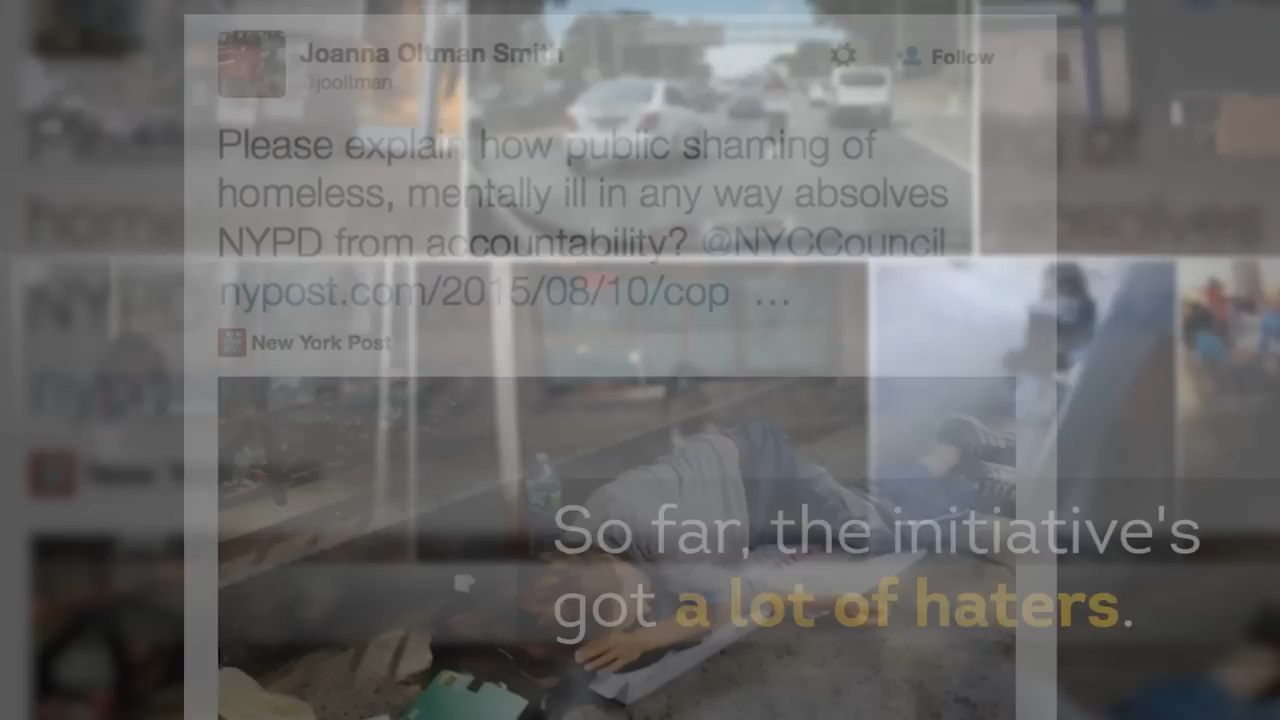 Joanna Oltman Smith
@jooltman
Follow
Please explain how public shaming of
homeless, mentally ill in any way absolves
NYPD from accountability? @NYCCouncil
nypost.com/2015/08/10/cop …
New York Post
So far, the initiative's
got a lot of haters.